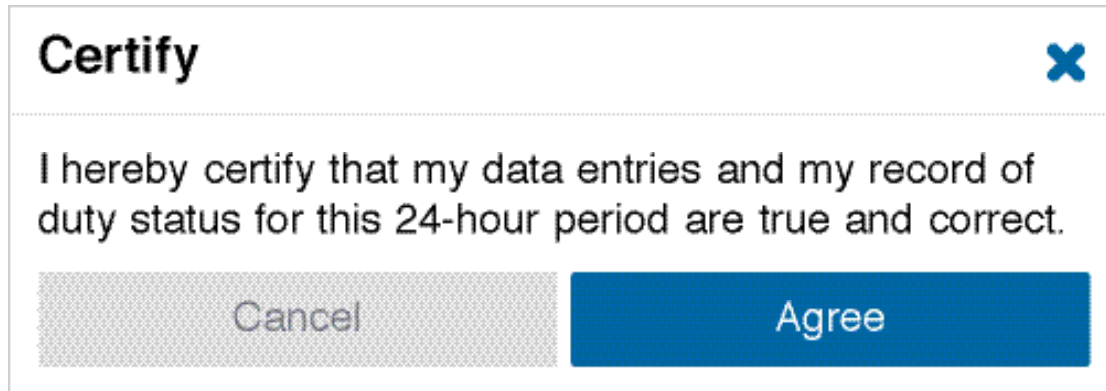 Certify
I hereby certify that my data entries and my record of
duty status for this 24-hour period are true and correct.
Cancel
Agree